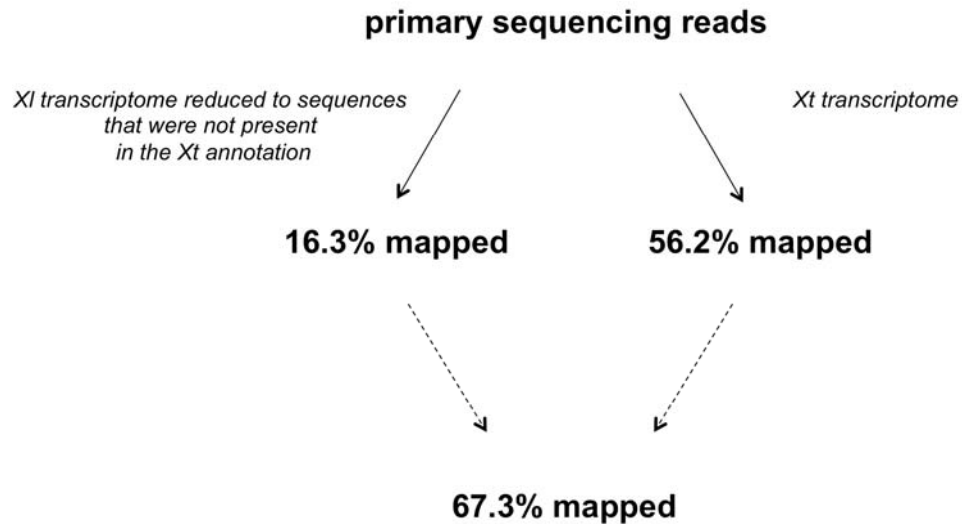 primary sequencing reads
Xl transcriptome reduced to sequences
that were not present
in the Xt annotation
Xt transcriptome
16.3% mapped
56.2% mapped
67.3% mapped